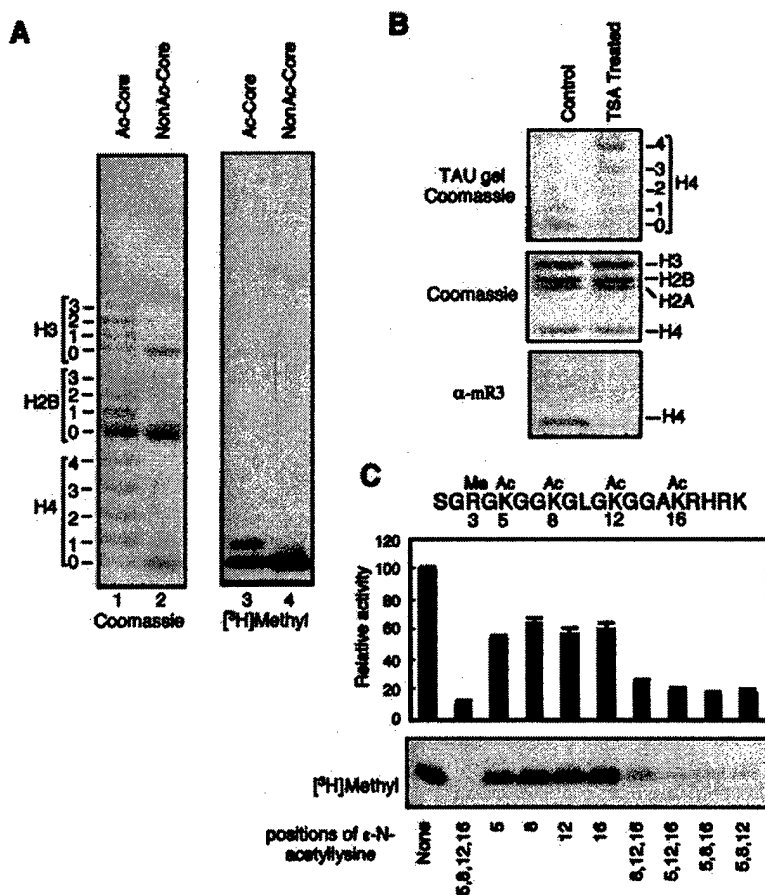 A
Ac-Core
NonAc-Core
Ac-Core
NonAc-Core
H3
3
2
1
0
H2B
3
2
1
0
H4
4
3
2
1
0
1 2
Coomassie
3 4
[³H]Methyl
B
Control
TSA Treated
TAU gel
Coomassie
4
3
2
1
0
H4
Coomassie
H3
H2B
H2A
H4
α-mR3
H4
C
Me Ac Ac Ac Ac
SGRGKGGKGLGKGGAKRHRK
3 5 8 12 16
Relative activity
120
100
80
60
40
20
0
[³H]Methyl
positions of ε-N-
acetyllysine
None
5,8,12,16
5
8
12
16
8,12,16
5,12,16
5,8,16
5,8,12